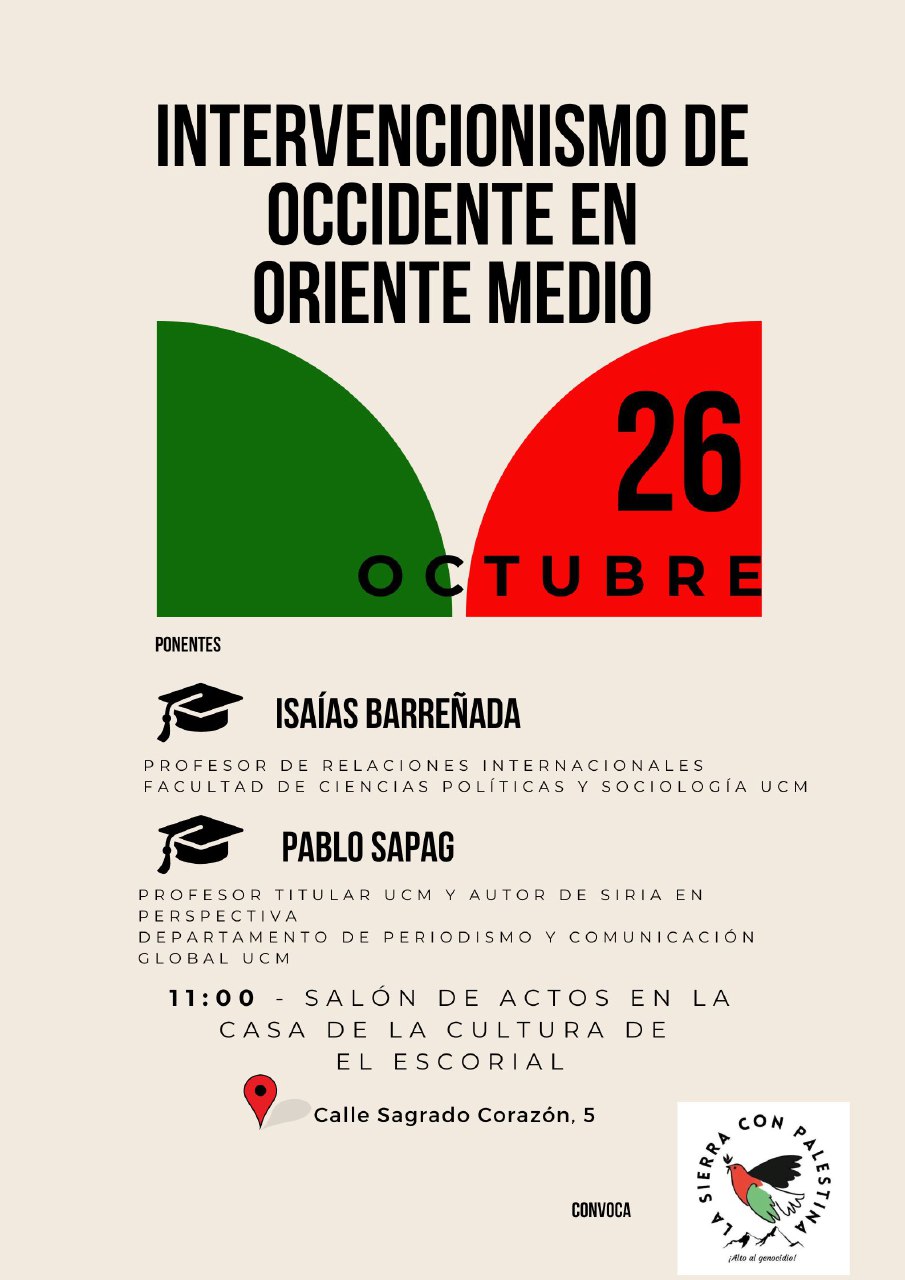 INTERVENCIONISMO DE
OCCIDENTE EN
ORIENTE MEDIO
26
OCTUBRE
PONENTES
ISAÍAS BARREÑADA
PROFESOR DE RELACIONES INTERNACIONALES
FACULTAD DE CIENCIAS POLÍTICAS Y SOCIOLOGÍA UCM
PABLO SAPAG
PROFESOR TITULAR UCM Y AUTOR DE SIRIA EN
PERSPECTIVA
DEPARTAMENTO DE PERIODISMO Y COMUNICACIÓN
GLOBAL UCM
11:00 - SALÓN DE ACTOS EN LA
CASA DE LA CULTURA DE
EL ESCORIAL
Calle Sagrado Corazón, 5
CONVOCA
LA SIERRA CON PALESTINA
¡Alto al genocidio!